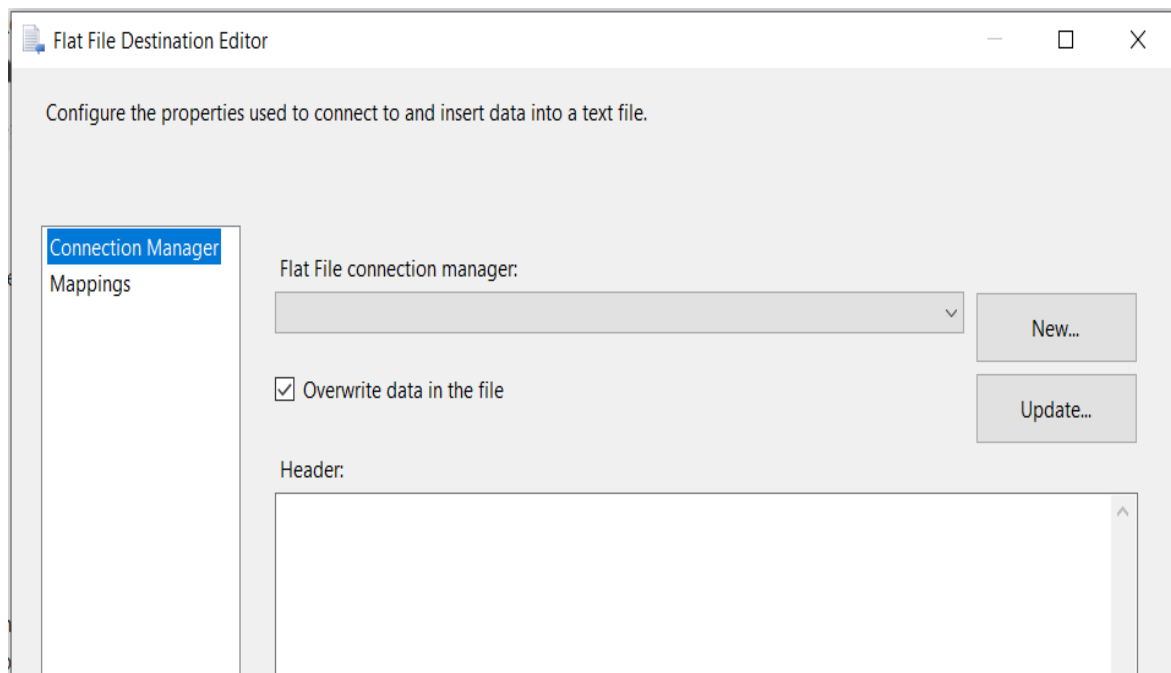 Flat File Destination Editor
Configure the properties used to connect to and insert data into a text file.
Connection Manager
Mappings
Flat File connection manager:
New...
Overwrite data in the file
Update...
Header: